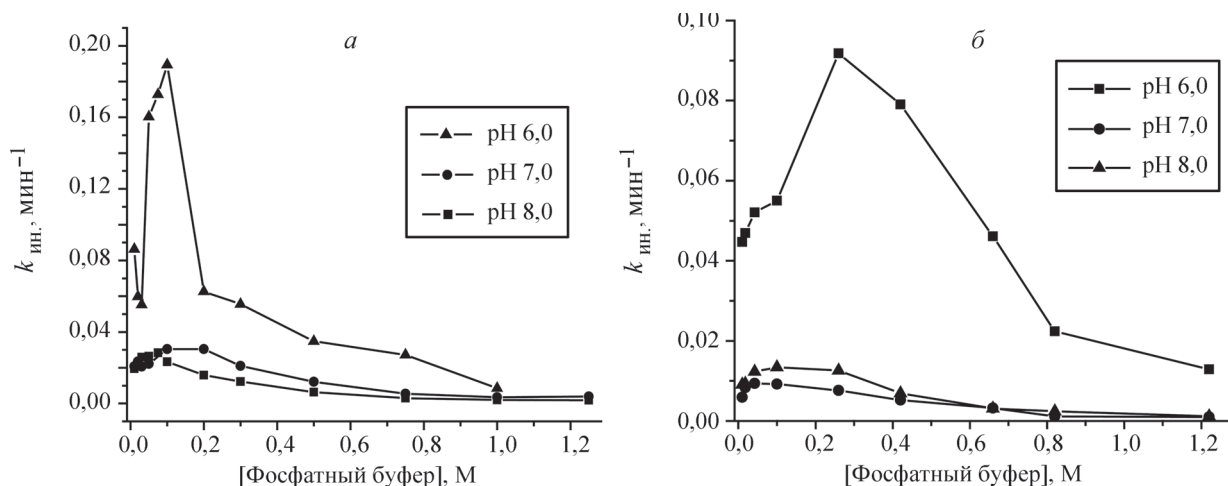 а
0,20
0,16
0,12
0,08
0,04
0,00
k ин., мин⁻¹
pH 6,0
pH 7,0
pH 8,0
0,0 0,2 0,4 0,6 0,8 1,0 1,2
[Фосфатный буфер], М
б
0,10
0,08
0,06
0,04
0,02
0,00
k ин., мин⁻¹
pH 6,0
pH 7,0
pH 8,0
0,0 0,2 0,4 0,6 0,8 1,0 1,2
[Фосфатный буфер], М